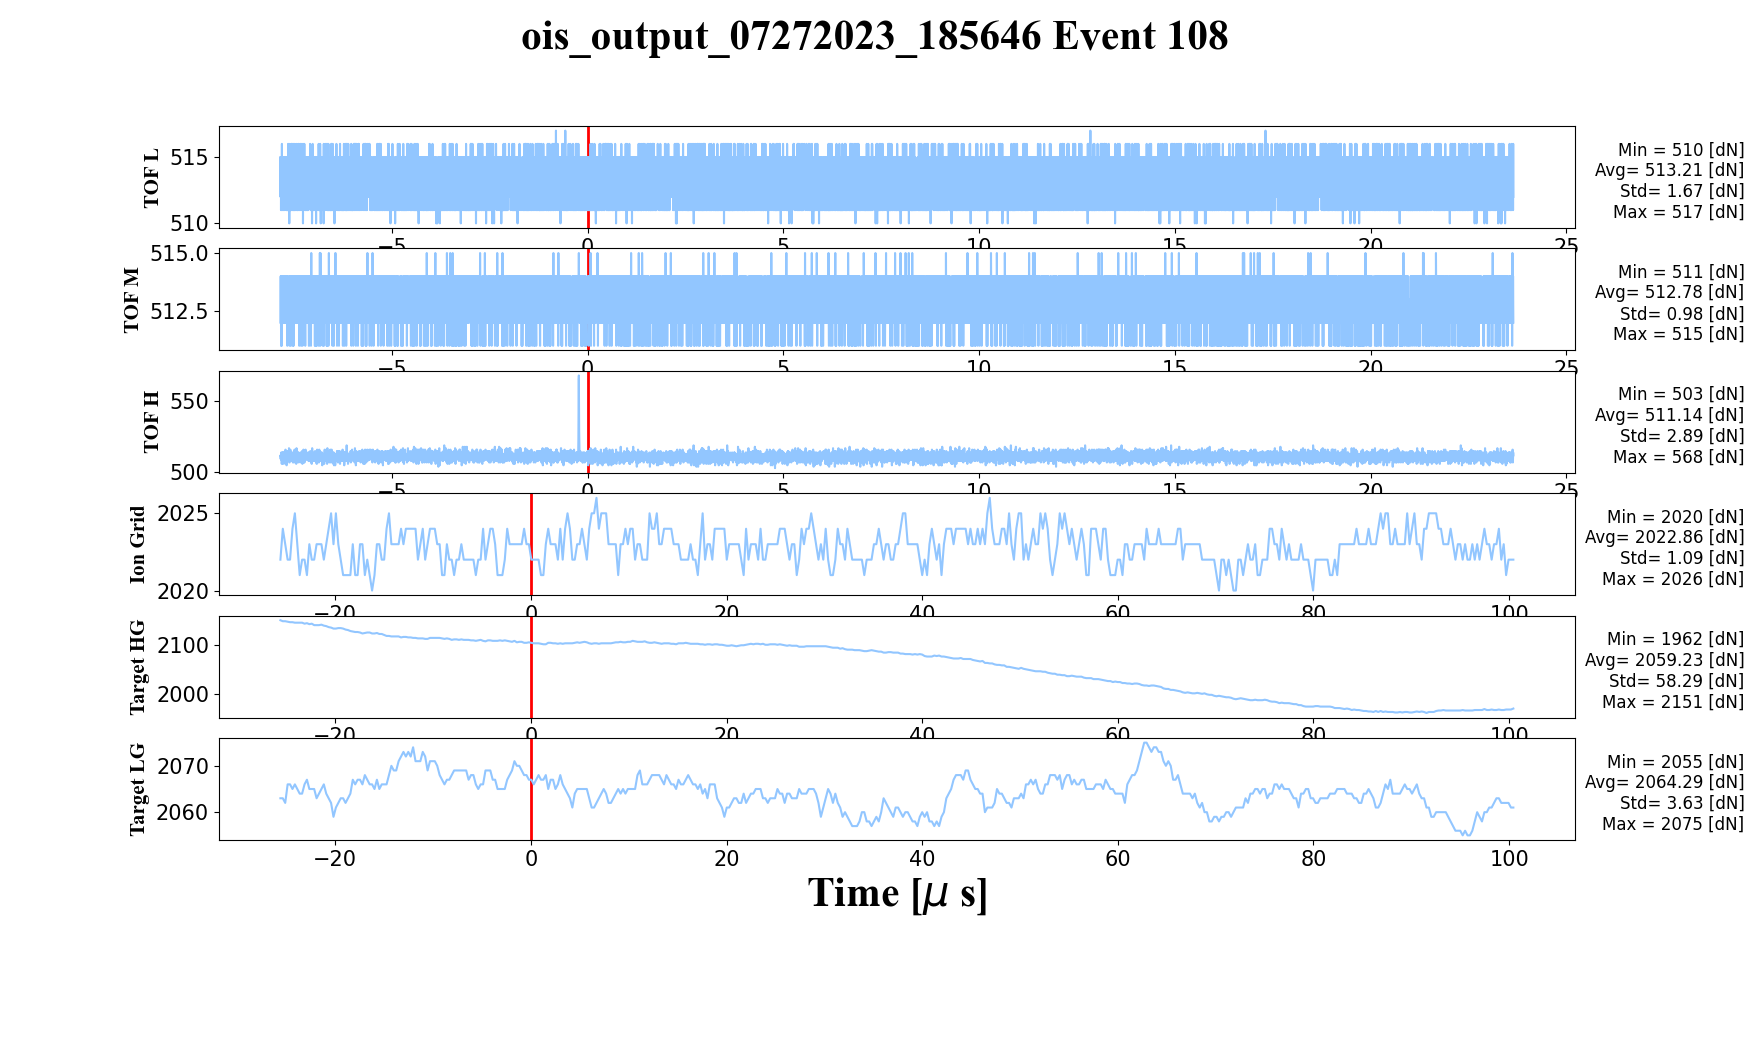 ois_output_07272023_185646 Event 108
TOF L
515
510
−5
0
5
10
15
20
25
Min = 510 [dN]
Avg= 513.21 [dN]
Std= 1.67 [dN]
Max = 517 [dN]
TOF M
515.0
512.5
−5
0
5
10
15
20
25
Min = 511 [dN]
Avg= 512.78 [dN]
Std= 0.98 [dN]
Max = 515 [dN]
TOF H
550
500
−5
0
5
10
15
20
25
Min = 503 [dN]
Avg= 511.14 [dN]
Std= 2.89 [dN]
Max = 568 [dN]
Ion Grid
2025
2020
−20
0
20
40
60
80
100
Min = 2020 [dN]
Avg= 2022.86 [dN]
Std= 1.09 [dN]
Max = 2026 [dN]
Target HG
2100
2000
−20
0
20
40
60
80
100
Min = 1962 [dN]
Avg= 2059.23 [dN]
Std= 58.29 [dN]
Max = 2151 [dN]
Target LG
2070
2060
−20
0
20
40
60
80
100
Min = 2055 [dN]
Avg= 2064.29 [dN]
Std= 3.63 [dN]
Max = 2075 [dN]
Time [μ s]